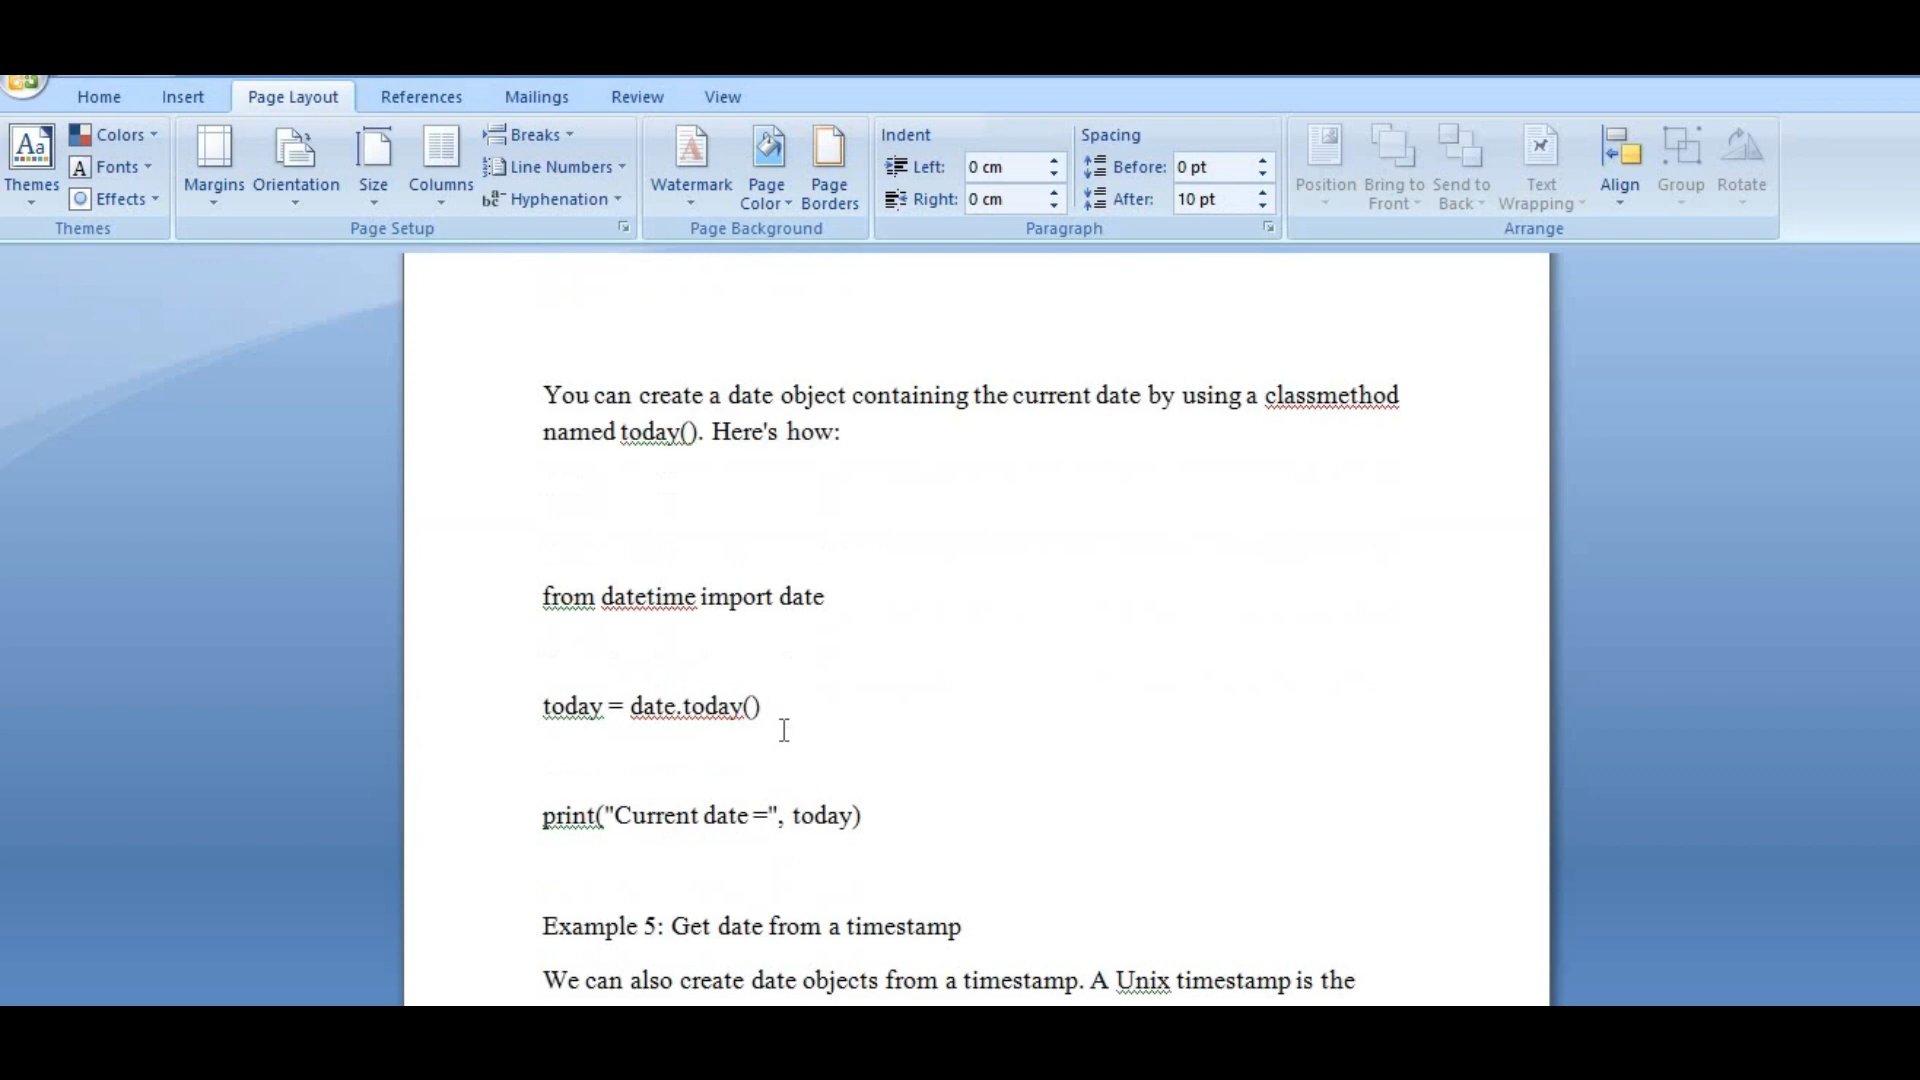 Home Insert Page Layout References Mailings Review View
Themes Colors Fonts Effects Margins Orientation Size Columns Breaks Line Numbers Hyphenation Watermark Page Color Page Borders Indent Left: 0 cm Right: 0 cm Spacing Before: 0 pt After: 10 pt Position Bring to Front Send to Back Text Wrapping Align Group Rotate
Themes Page Setup Page Background Paragraph Arrange
You can create a date object containing the current date by using a classmethod
named today(). Here's how:
from datetime import date
today = date.today()
print("Current date =", today)
Example 5: Get date from a timestamp
We can also create date objects from a timestamp. A Unix timestamp is the